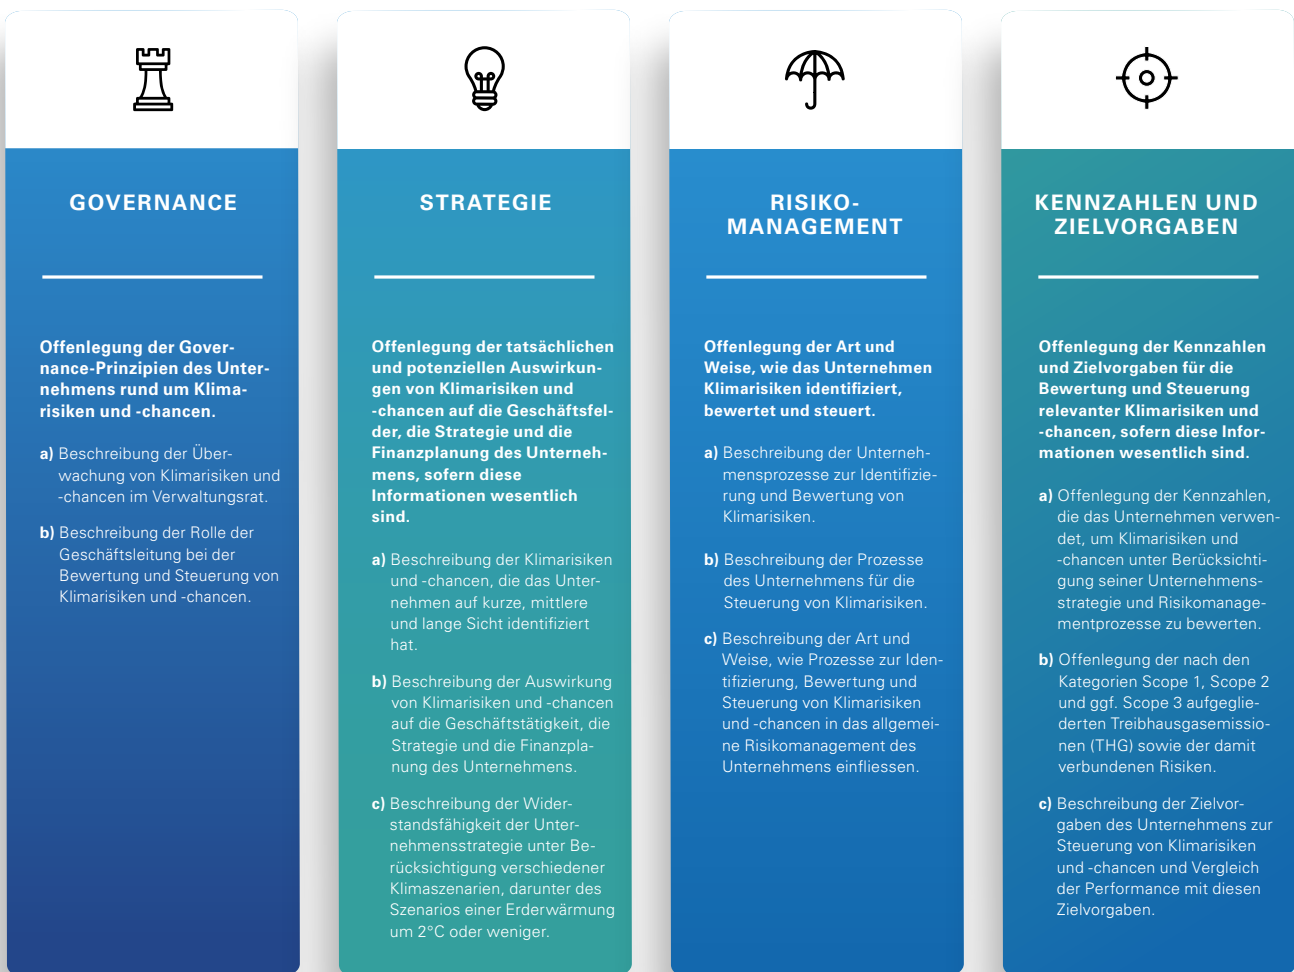 GOVERNANCE
Offenlegung der Gover-
nance-Prinzipien des Unter-
nehmens rund um Klima-
risiken und -chancen.
a) Beschreibung der Über-
wachung von Klimarisiken und
-chancen im Verwaltungsrat.
b) Beschreibung der Rolle der
Geschäftsleitung bei der
Bewertung und Steuerung von
Klimarisiken und -chancen.
STRATEGIE
Offenlegung der tatsächlichen
und potenziellen Auswirkun-
gen von Klimarisiken und
-chancen auf die Geschäftsfel-
der, die Strategie und die
Finanzplanung des Unterneh-
mens, sofern diese
Informationen wesentlich
sind.
a) Beschreibung der Klimarisiken
und -chancen, die das Unter-
nehmen auf kurze, mittlere
und lange Sicht identifiziert
hat.
b) Beschreibung der Auswirkung
von Klimarisiken und -chancen
auf die Geschäftstätigkeit, die
Strategie und die Finanzpla-
nung des Unternehmens.
c) Beschreibung der Wider-
standsfähigkeit der Unter-
nehmensstrategie unter Be-
rücksichtigung verschiedener
Klimaszenarien, darunter des
Szenarios einer Erderwärmung
um 2°C oder weniger.
RISIKO-
MANAGEMENT
Offenlegung der Art und
Weise, wie das Unternehmen
Klimarisiken identifiziert,
bewertet und steuert.
a) Beschreibung der Unterneh-
mensprozesse zur Identifizie-
rung und Bewertung von
Klimarisiken.
b) Beschreibung der Prozesse
des Unternehmens für die
Steuerung von Klimarisiken.
c) Beschreibung der Art und
Weise, wie Prozesse zur Iden-
tifizierung, Bewertung und
Steuerung von Klimarisiken
und -chancen in das allgemei-
ne Risikomanagement des
Unternehmens einfliessen.
KENNZAHLEN UND
ZIELVORGABEN
Offenlegung der Kennzahlen
und Zielvorgaben für die
Bewertung und Steuerung
relevanter Klimarisiken und
-chancen, sofern diese Infor-
mationen wesentlich sind.
a) Offenlegung der Kennzahlen,
die das Unternehmen verwen-
det, um Klimarisiken und
-chancen unter Berücksichti-
gung seiner Unternehmens-
strategie und Risikomanage-
mentprozesse zu bewerten.
b) Offenlegung der nach den
Kategorien Scope 1, Scope 2
und ggf. Scope 3 aufgeglie-
derten Treibhausgasemissio-
nen (THG) sowie der damit
verbundenen Risiken.
c) Beschreibung der Zielvor-
gaben des Unternehmens zur
Steuerung von Klimarisiken
und -chancen und Vergleich
der Performance mit diesen
Zielvorgaben.